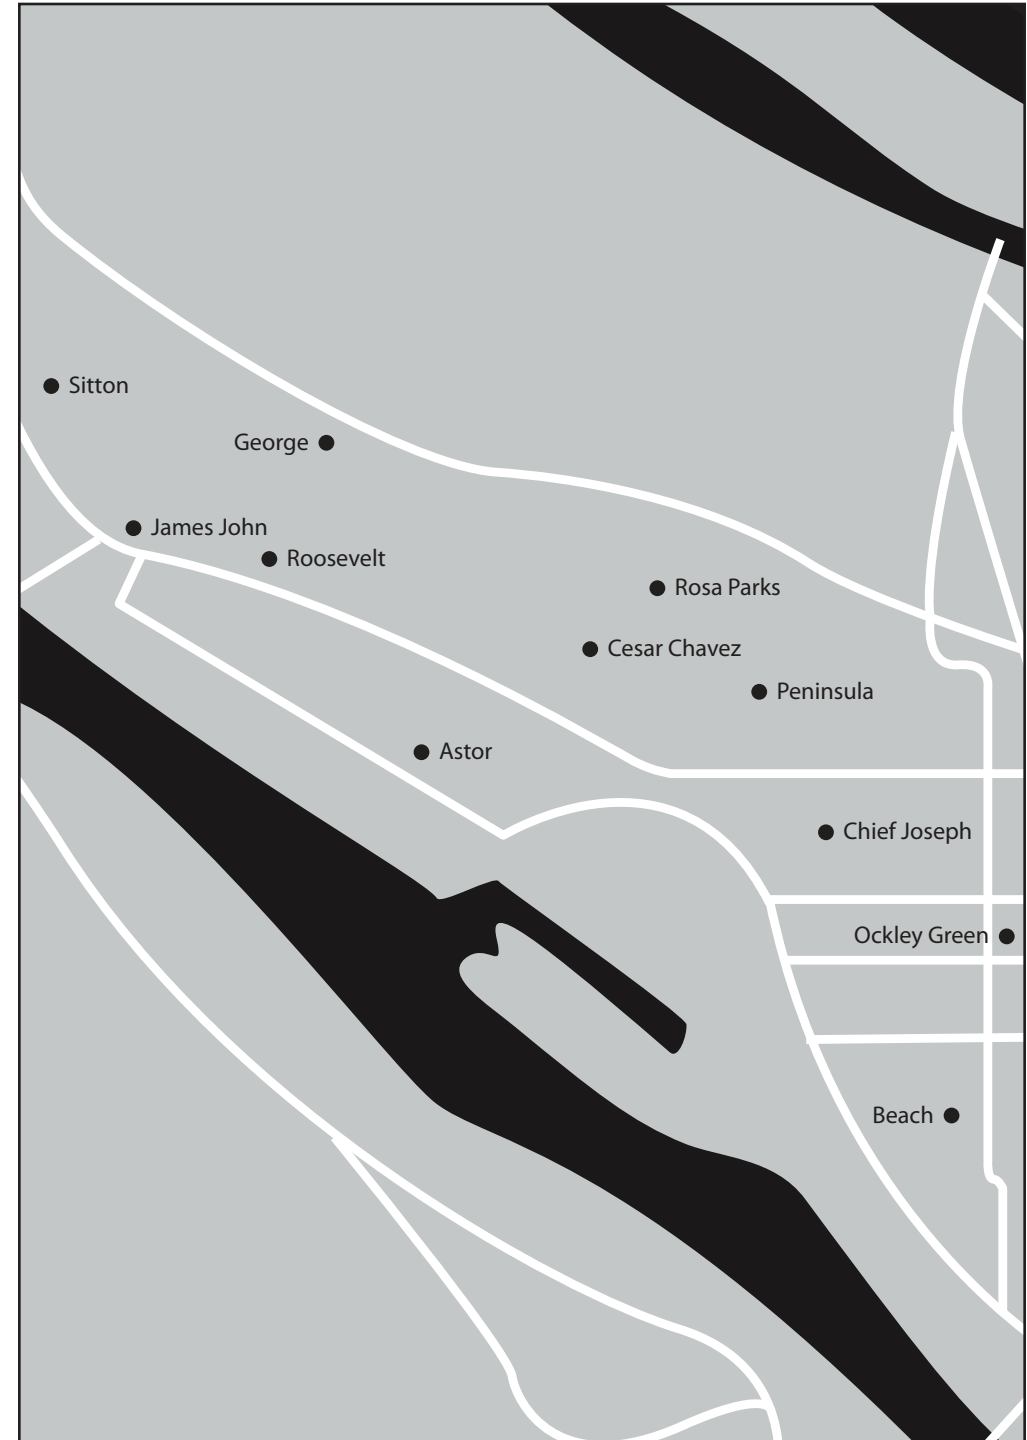 Sitton
George
James John
Roosevelt
Rosa Parks
Cesar Chavez
Peninsula
Astor
Chief Joseph
Ockley Green
Beach